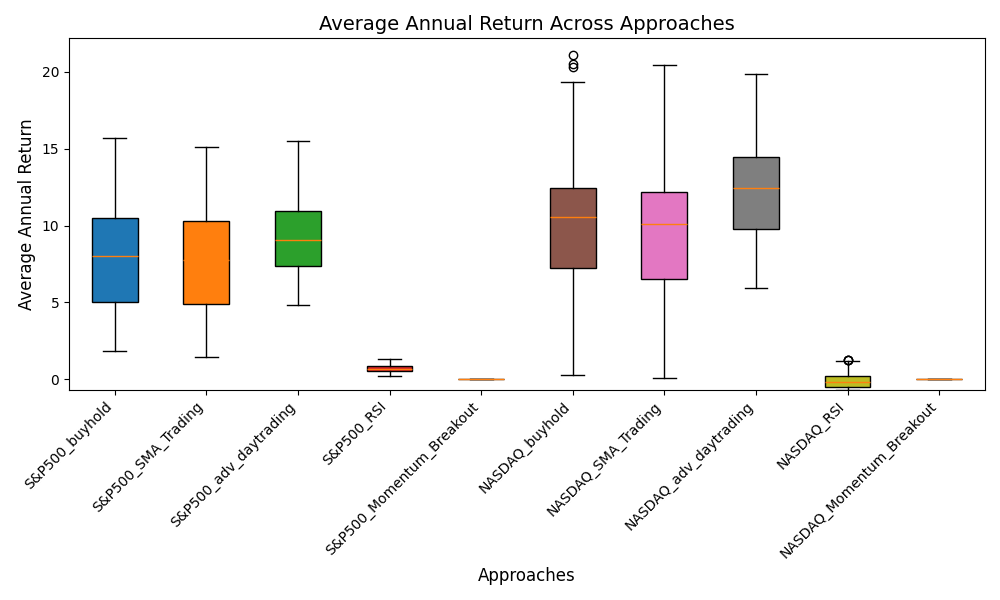 Average Annual Return Across Approaches
Average Annual Return
20
15
10
5
0
S&P500_buyhold
S&P500_SMA_Trading
S&P500_adv_daytrading
S&P500_RSI
S&P500_Momentum_Breakout
NASDAQ_buyhold
NASDAQ_SMA_Trading
NASDAQ_adv_daytrading
NASDAQ_RSI
NASDAQ_Momentum_Breakout
Approaches